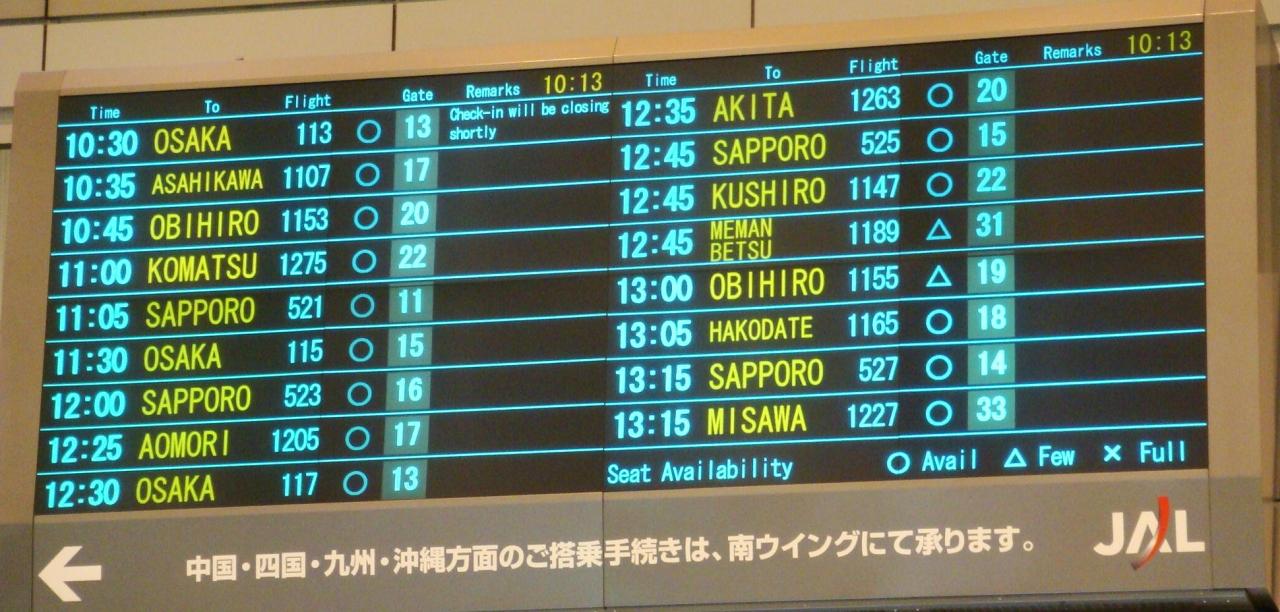 Time To Flight Gate Remarks 10:13
10:30 OSAKA 113 ○ 13 Check-in will be closing shortly
10:35 ASAHIKAWA 1107 ○ 17
10:45 OBIHIRO 1153 ○ 20
11:00 KOMATSU 1275 ○ 22
11:05 SAPPORO 521 ○ 11
11:30 OSAKA 115 ○ 15
12:00 SAPPORO 523 ○ 16
12:25 AOMORI 1205 ○ 17
12:30 OSAKA 117 ○ 13
Time To Flight Gate Remarks 10:13
12:35 AKITA 1263 ○ 20
12:45 SAPPORO 525 ○ 15
12:45 KUSHIRO 1147 ○ 22
12:45 MEMAN BETSU 1189 △ 31
13:00 OBIHIRO 1155 △ 19
13:05 HAKODATE 1165 ○ 18
13:15 SAPPORO 527 ○ 14
13:15 MISAWA 1227 ○ 33
Seat Availability ○ Avail △ Few × Full
← 中国・四国・九州・沖縄方面のご搭乗手続きは、南ウイングにて承ります。
JAL